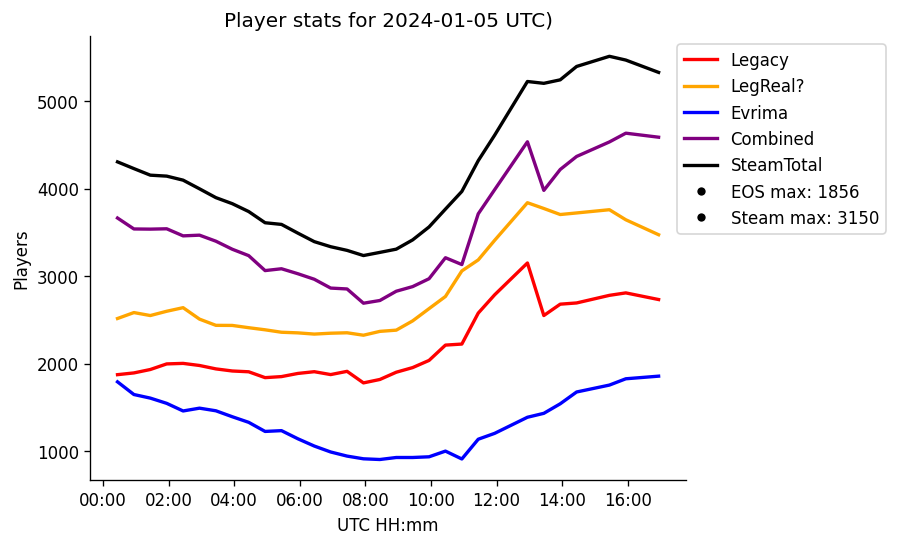 Player stats for 2024-01-05 UTC)
Legacy
LegReal?
Evrima
Combined
SteamTotal
EOS max: 1856
Steam max: 3150
Players
5000
4000
3000
2000
1000
00:00 02:00 04:00 06:00 08:00 10:00 12:00 14:00 16:00
UTC HH:mm